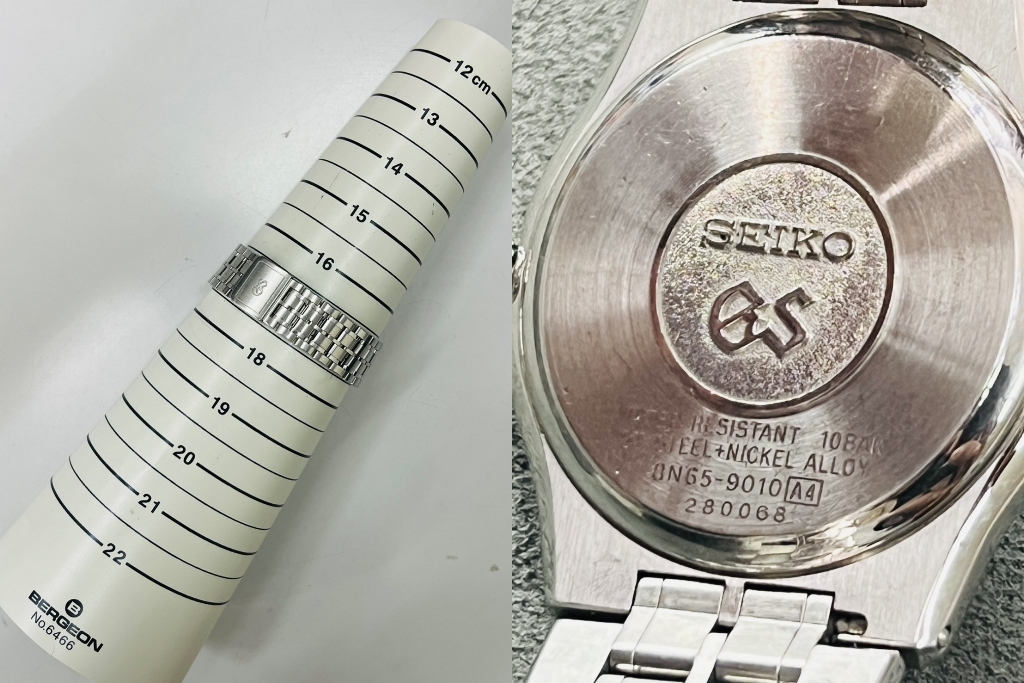 12cm
13
14
15
16
18
19
20
21
22
B
BERGEON
No.6466
GS
SEIKO
GS
RESISTANT 10BAR
STEEL+NICKEL ALLOY
8N65-9010 A4
280068